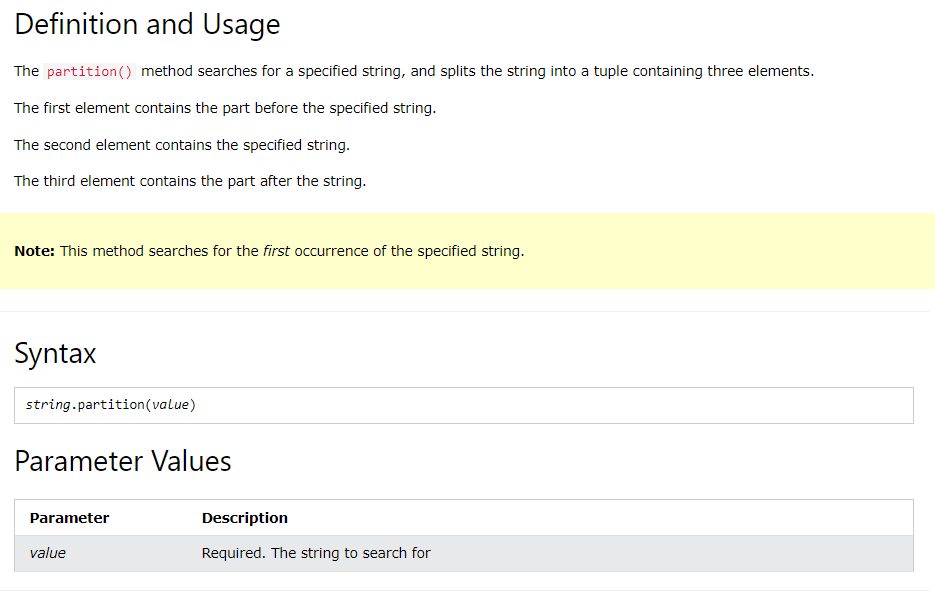 Definition and Usage
The partition() method searches for a specified string, and splits the string into a tuple containing three elements.
The first element contains the part before the specified string.
The second element contains the specified string.
The third element contains the part after the string.
Note: This method searches for the first occurrence of the specified string.
Syntax
string.partition(value)
Parameter Values
Parameter Description
value Required. The string to search for